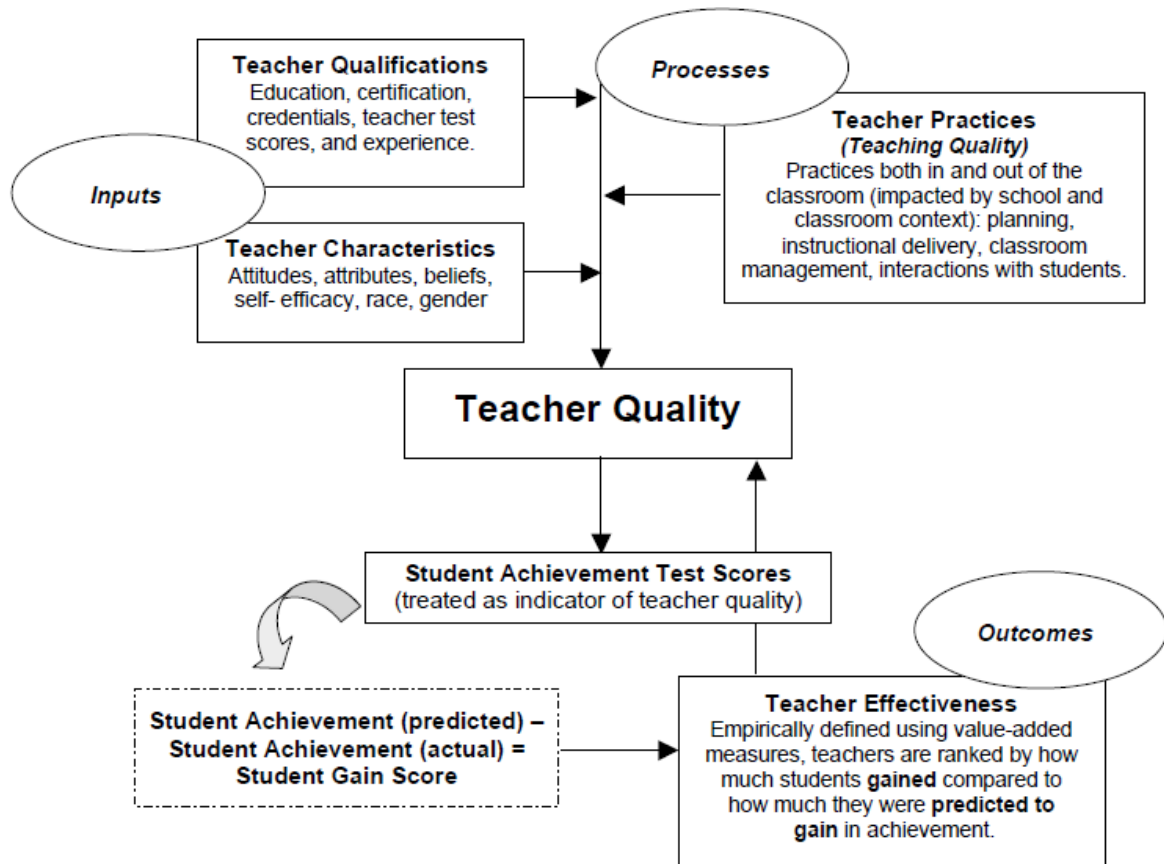 Teacher Qualifications
Education, certification,
credentials, teacher test
scores, and experience.
Processes
Teacher Practices
(Teaching Quality)
Practices both in and out of the
classroom (impacted by school and
classroom context): planning,
instructional delivery, classroom
management, interactions with students.
Inputs
Teacher Characteristics
Attitudes, attributes, beliefs,
self- efficacy, race, gender
Teacher Quality
Student Achievement Test Scores
(treated as indicator of teacher quality)
Outcomes
Student Achievement (predicted) –
Student Achievement (actual) =
Student Gain Score
Teacher Effectiveness
Empirically defined using value-added
measures, teachers are ranked by how
much students gained compared to
how much they were predicted to
gain in achievement.